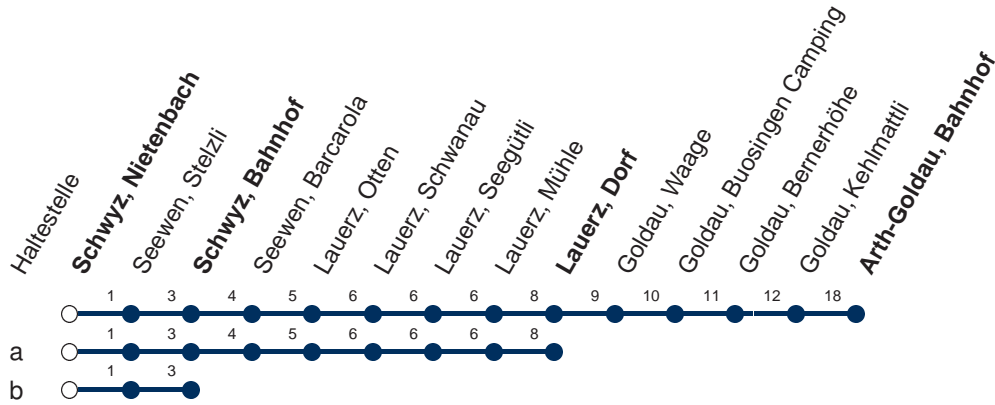 Haltestelle
Schwyz, Nietenbach
Seewen, Stelzli
Schwyz, Bahnhof
Seewen, Barcarola
Lauerz, Otten
Lauerz, Schwanau
Lauerz, Seegütli
Lauerz, Mühle
Lauerz, Dorf
Goldau, Waage
Goldau, Buosingen Camping
Goldau, Bernerhöhe
Goldau, Kehlmattli
Arth-Goldau, Bahnhof
1 3 4 5 6 6 6 8 9 10 11 12 18
a 1 3 4 5 6 6 6 8
b 1 3